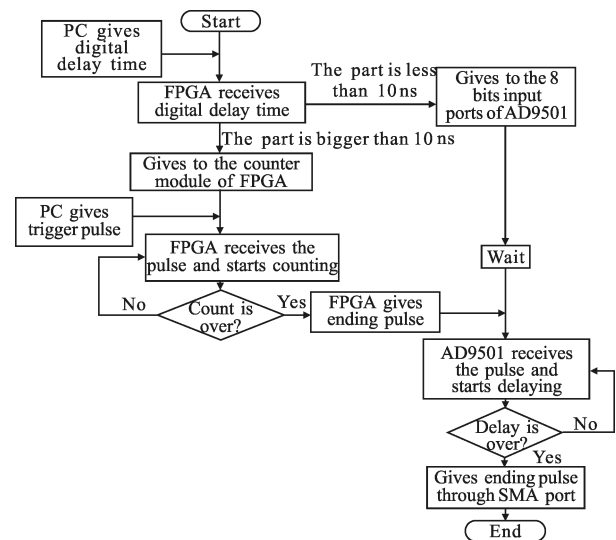 Start
PC gives
digital
delay time
FPGA receives
digital delay time
The part is less
than 10ns
Gives to the 8
bits input
ports of AD9501
The part is bigger than 10 ns
Gives to the counter
module of FPGA
PC gives
trigger pulse
FPGA receives the
pulse and starts counting
Wait
No
Count is
over?
Yes
FPGA gives
ending pulse
AD9501 receives
the pulse and
starts delaying
Delay is
over?
No
Yes
Gives ending pulse
through SMA port
End